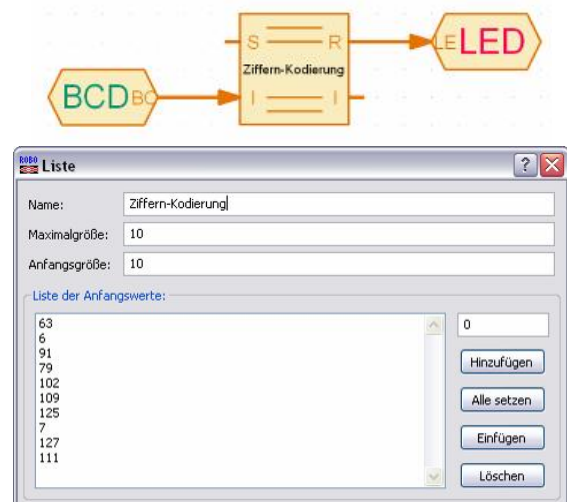 S R
LE LED
Ziffern-Kodierung
BCD BC
I I
ROBO Liste
Name: Ziffern-Kodierung
Maximalgröße: 10
Anfangsgröße: 10
Liste der Anfangswerte:
63
6
91
79
102
109
125
7
127
111
0
Hinzufügen
Alle setzen
Einfügen
Löschen